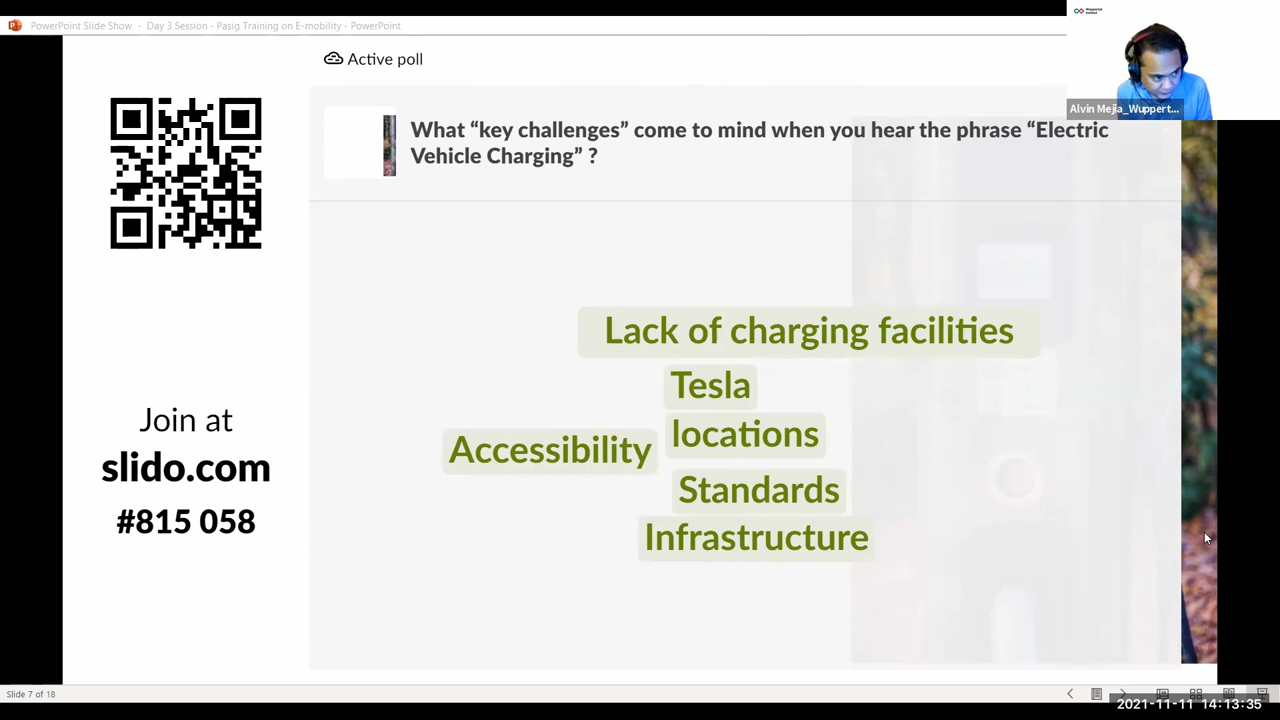 PowerPoint Slide Show - Day 3 Session - Pasig Training on E-mobility - PowerPoint
Wuppertal
Institut
Alvin Mejia_Wuppert...
Active poll
What “key challenges” come to mind when you hear the phrase “Electric
Vehicle Charging” ?
Lack of charging facilities
Tesla
locations
Accessibility
Standards
Infrastructure
Join at
slido.com
#815 058
Slide 7 of 18
2021-11-11 14:13:35